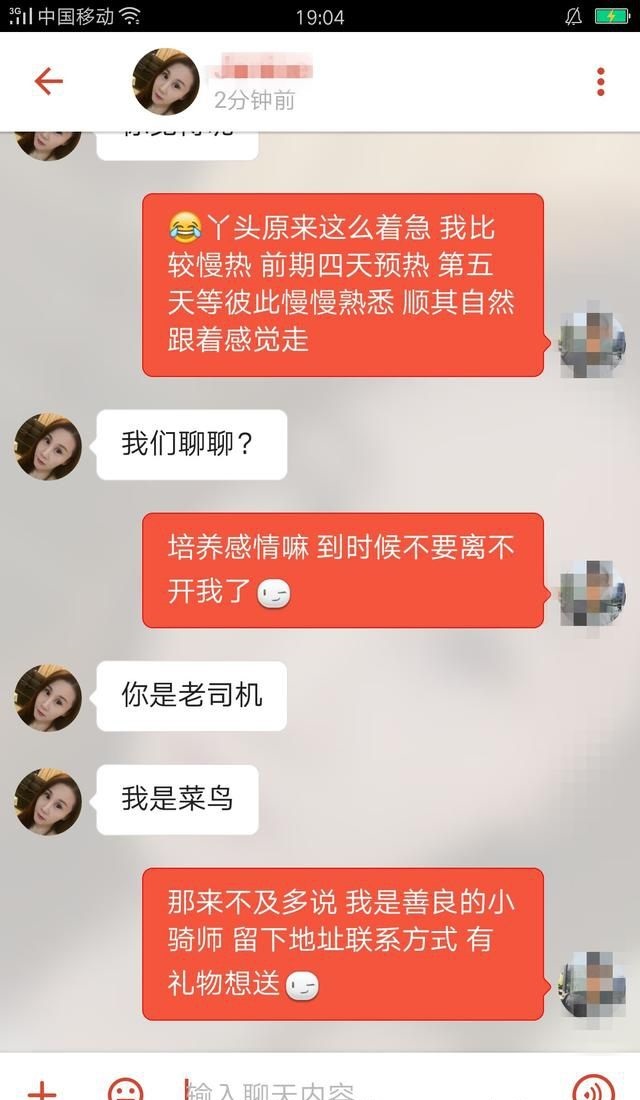 3G 中国移动 19:04
2分钟前
丫头原来这么着急 我比
较慢热 前期四天预热 第五
天等彼此慢慢熟悉 顺其自然
跟着感觉走
我们聊聊?
培养感情嘛 到时候不要离不
开我了
你是老司机
我是菜鸟
那来不及多说 我是善良的小
骑师 留下地址联系方式 有
礼物想送
输入聊天内容